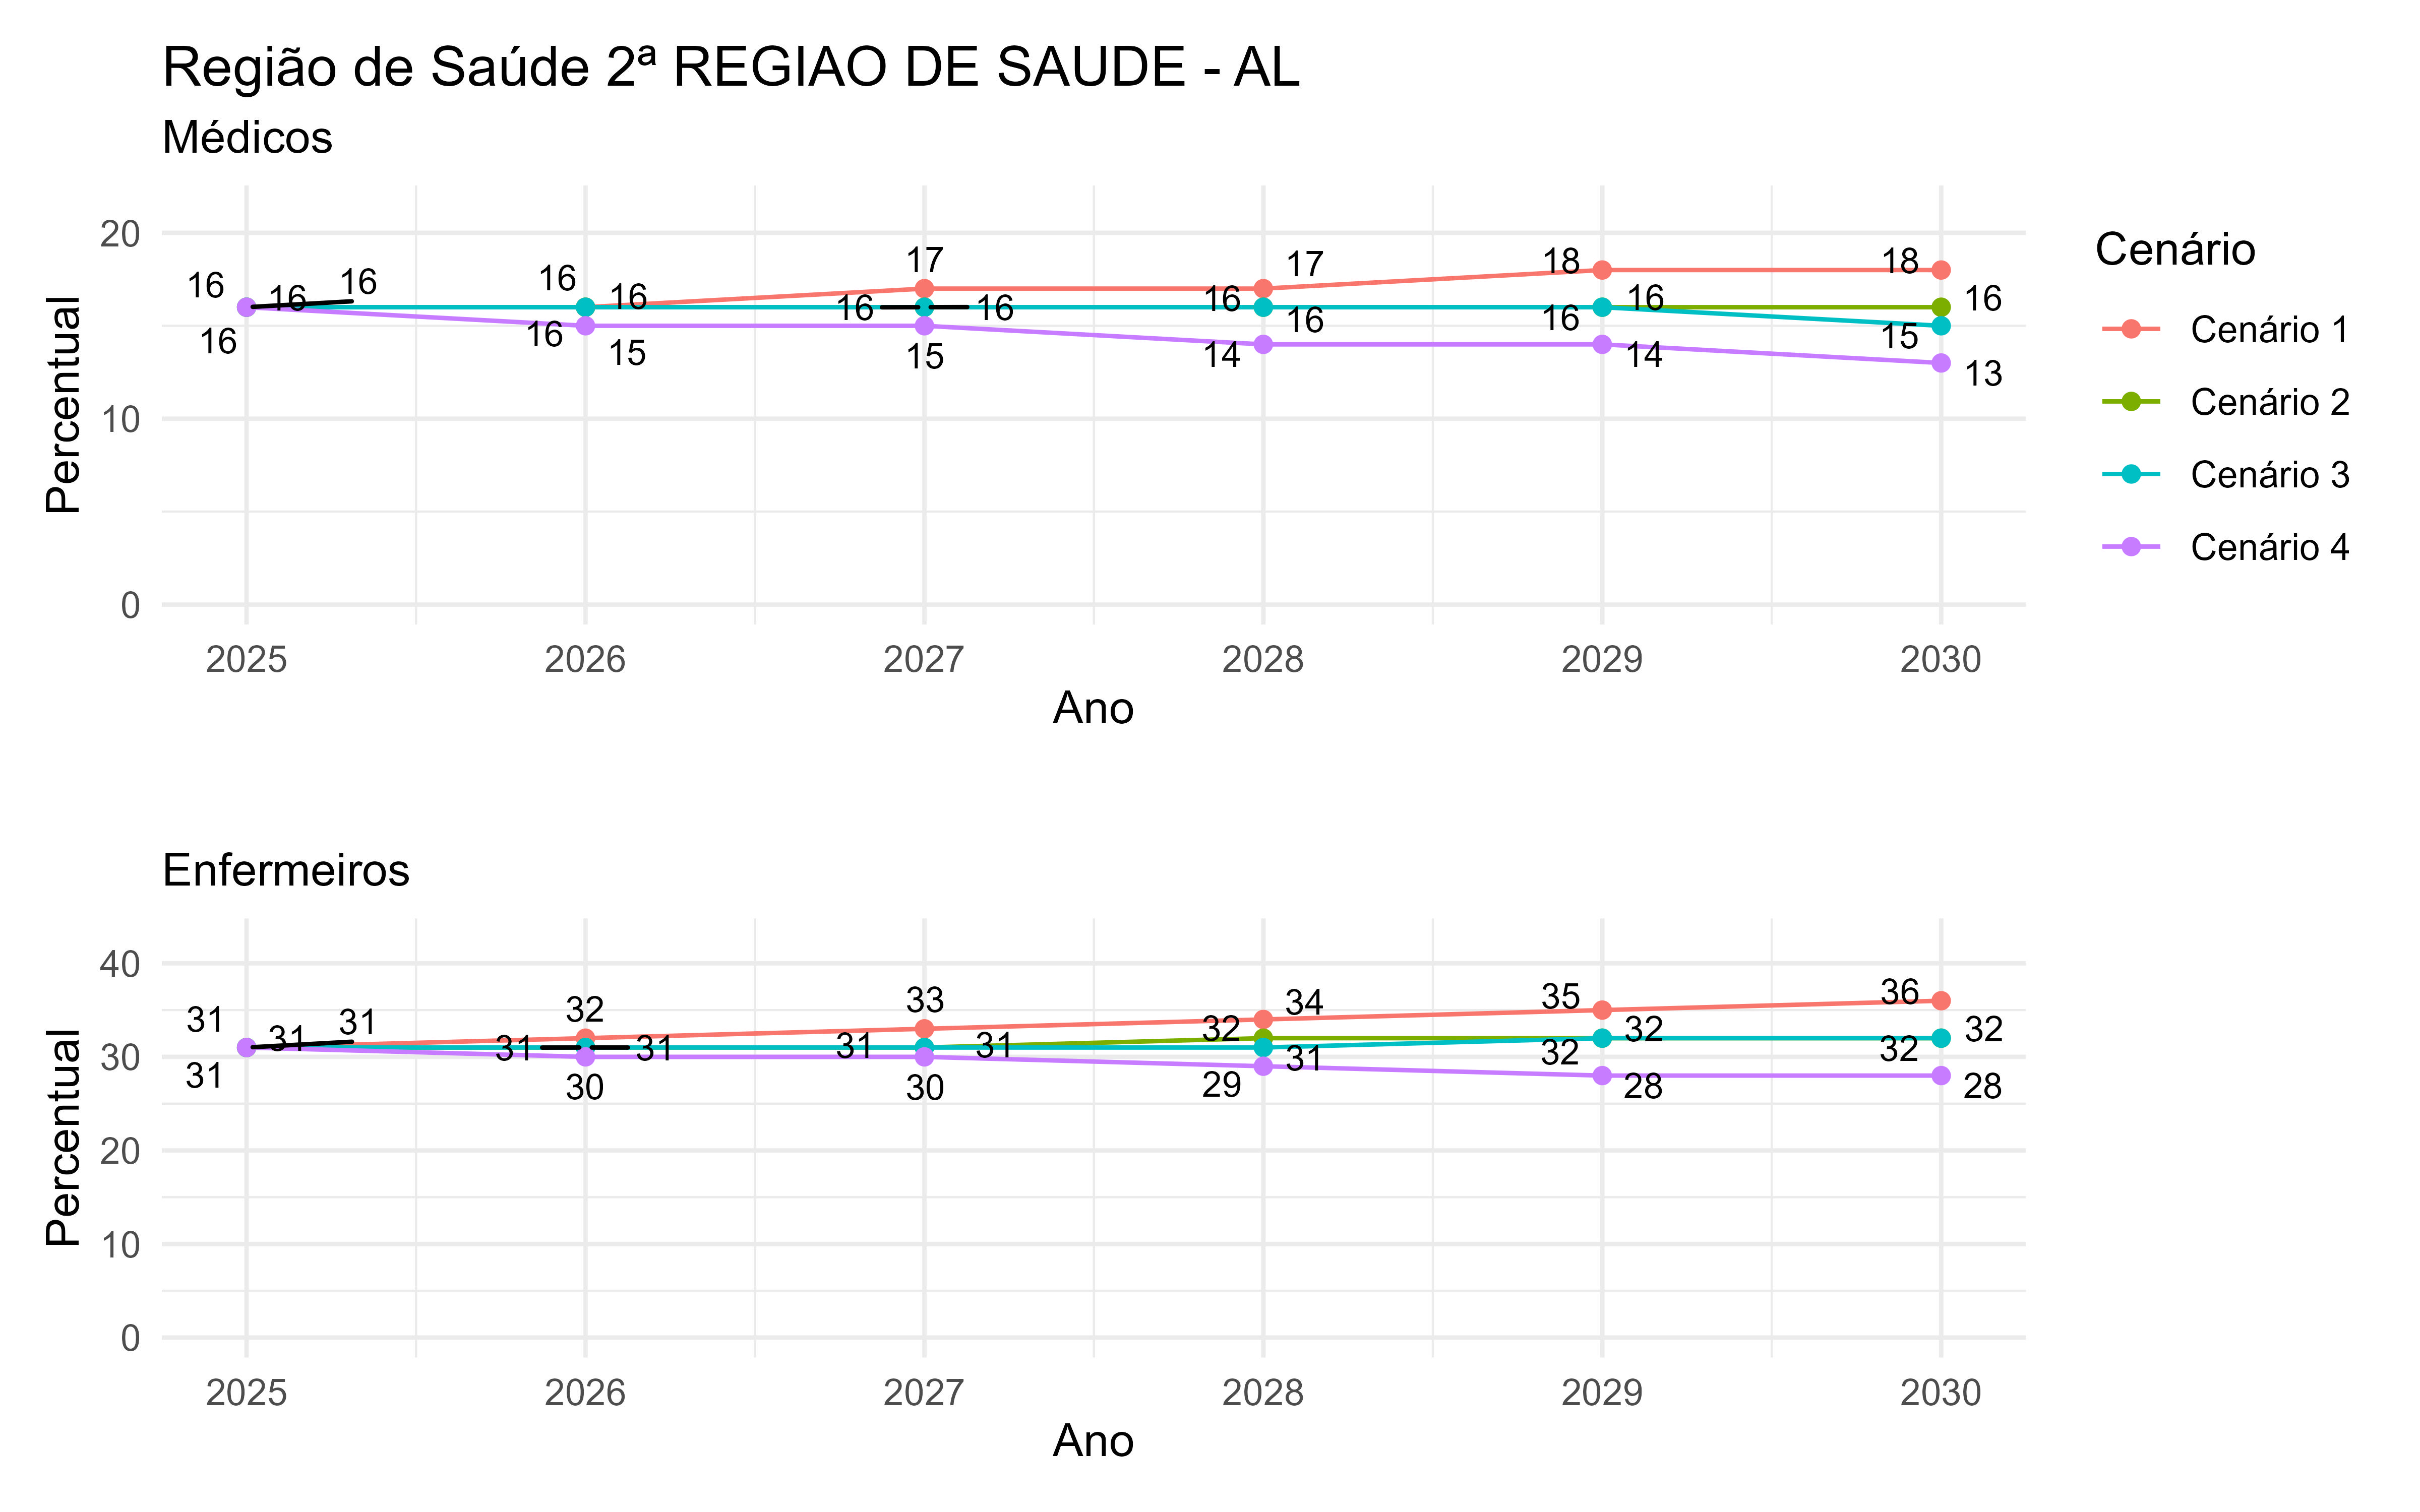 Região de Saúde 2ª REGIAO DE SAUDE - AL
Médicos
Percentual
20
10
0
16 16 16 16
16 16 16 15
17 16 16 15
17 16 16 14
18 16 16 14
18 16 15 13
2025 2026 2027 2028 2029 2030
Ano
Cenário
Cenário 1
Cenário 2
Cenário 3
Cenário 4
Enfermeiros
Percentual
40
30
20
10
0
31 31 31 31
32 31 31 30
33 31 31 30
34 32 31 29
35 32 32 28
36 32 32 28
2025 2026 2027 2028 2029 2030
Ano